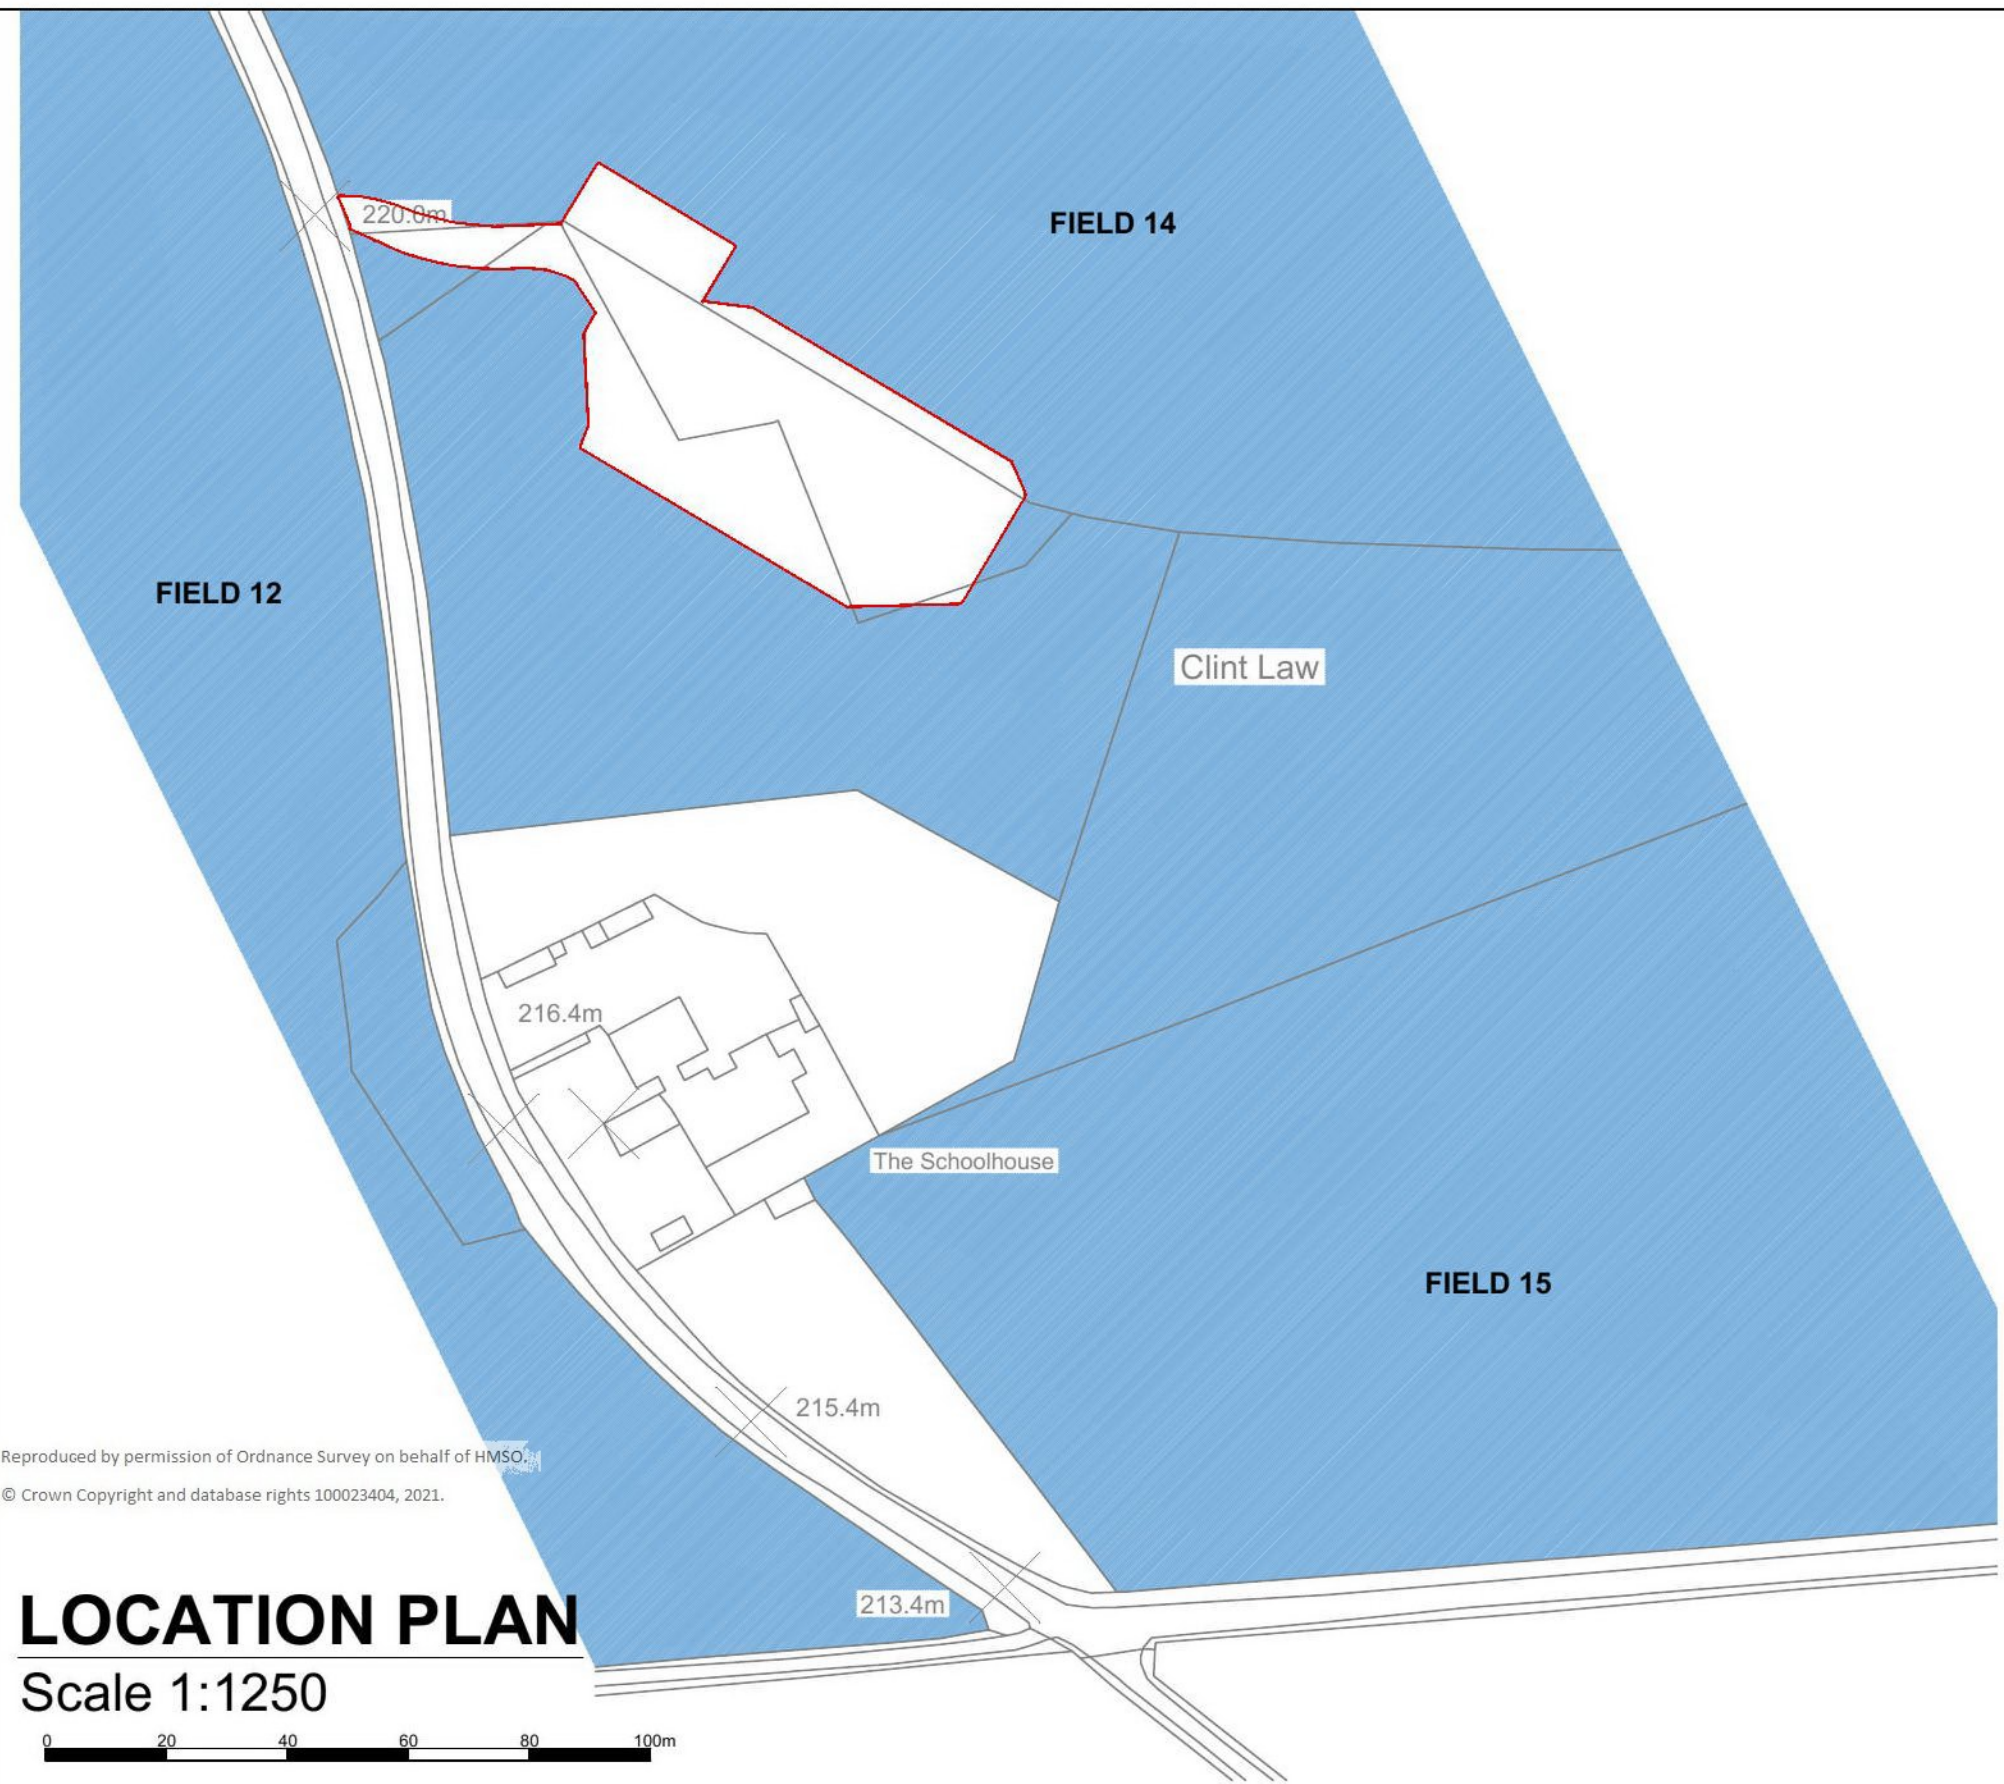 220.0m
FIELD 14
FIELD 12
Clint Law
216.4m
The Schoolhouse
FIELD 15
215.4m
Reproduced by permission of Ordnance Survey on behalf of HMSO.
© Crown Copyright and database rights 100023404, 2021.
213.4m
LOCATION PLAN
Scale 1:1250
0 20 40 60 80 100m